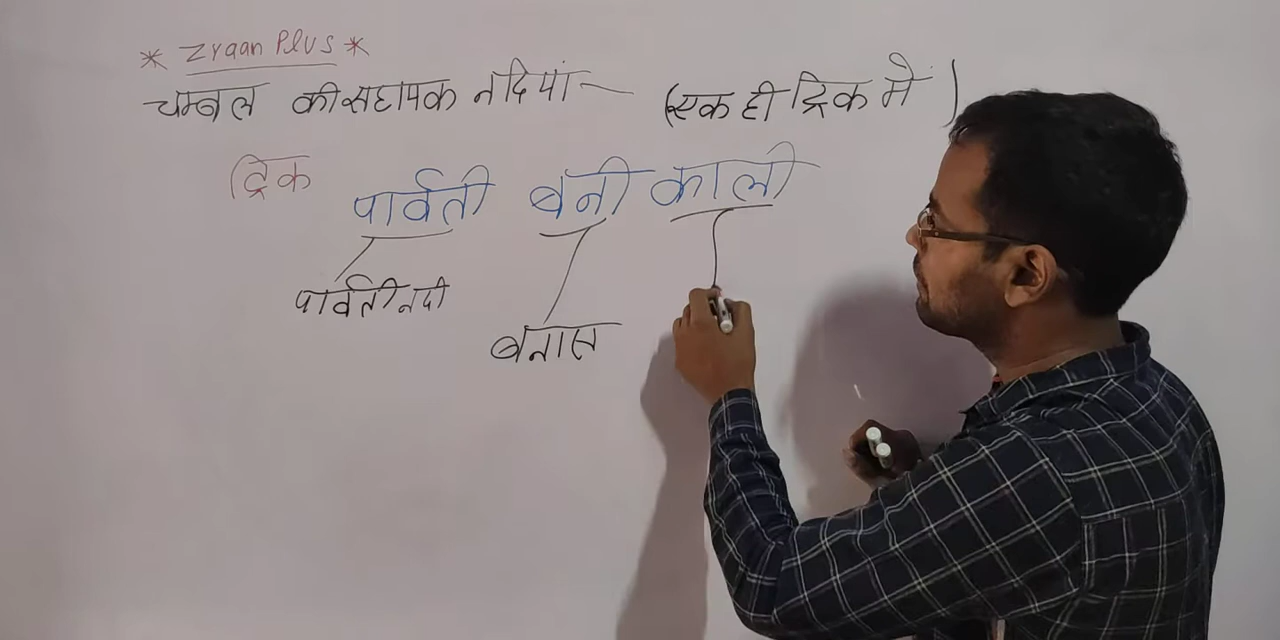 * Zyaan Plus *
चम्बल की सहायक नदियां - (एक ही ट्रिक में)
ट्रिक पार्वती बनी काली
पार्वती नदी
बनास